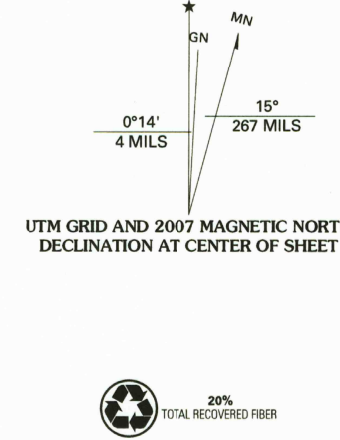 MN
GN
0°14'
4 MILS
15°
267 MILS
UTM GRID AND 2007 MAGNETIC NORT
DECLINATION AT CENTER OF SHEET
20%
TOTAL RECOVERED FIBER